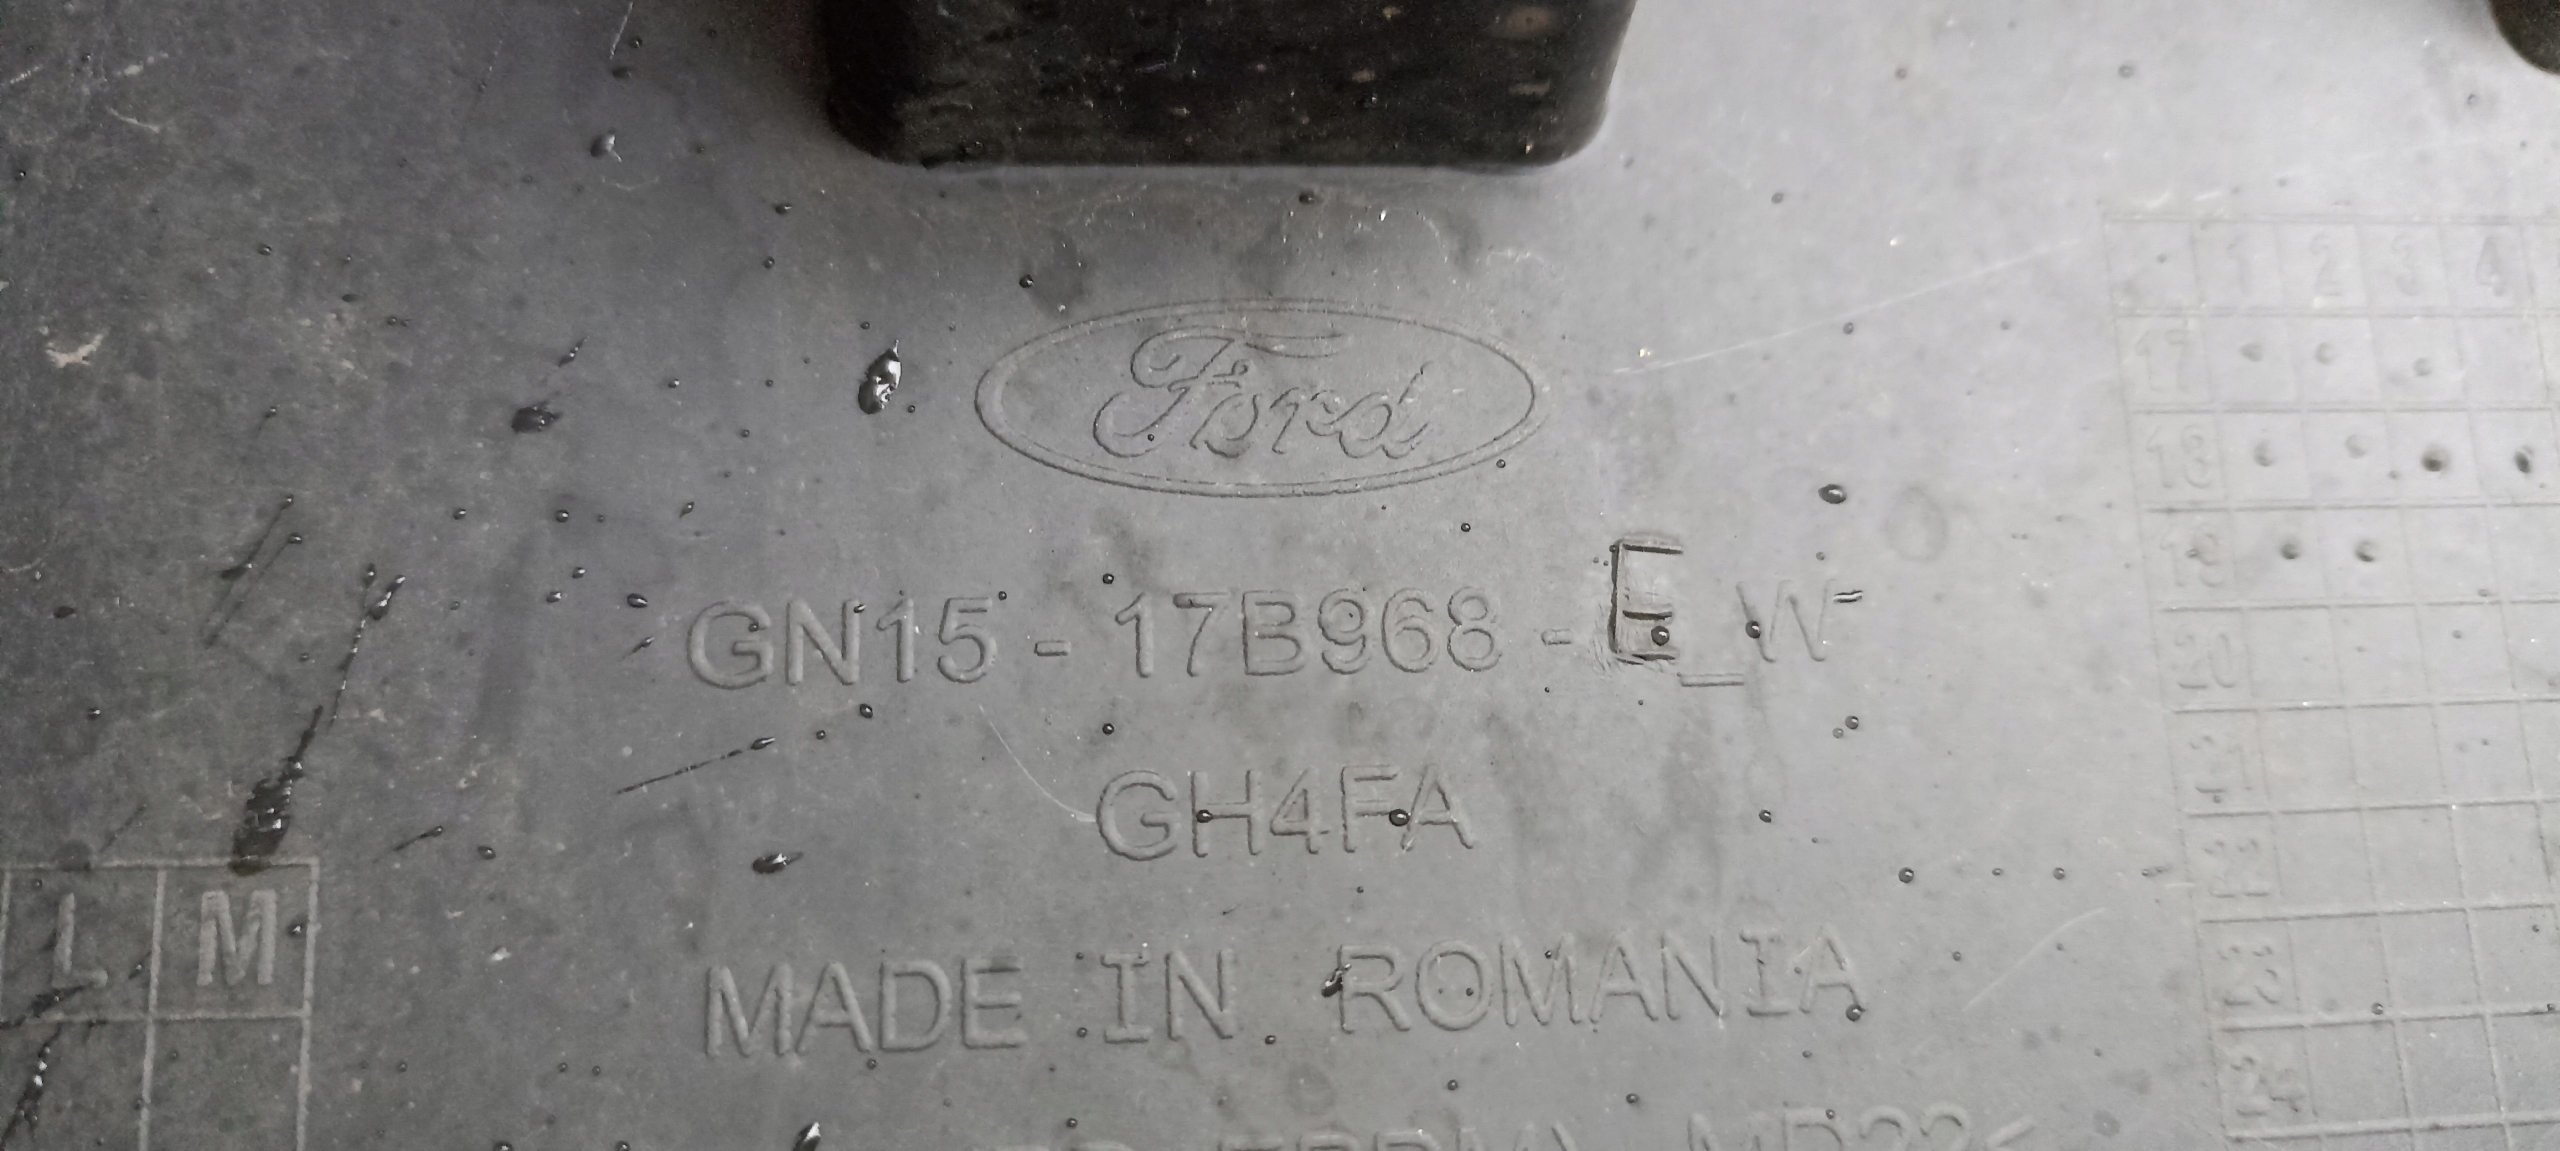 Ford
GN15 - 17B968 - E_W
GH4FA
MADE IN ROMANIA
L M
1 2 3 4
17
18
19
20
21
22
23
24